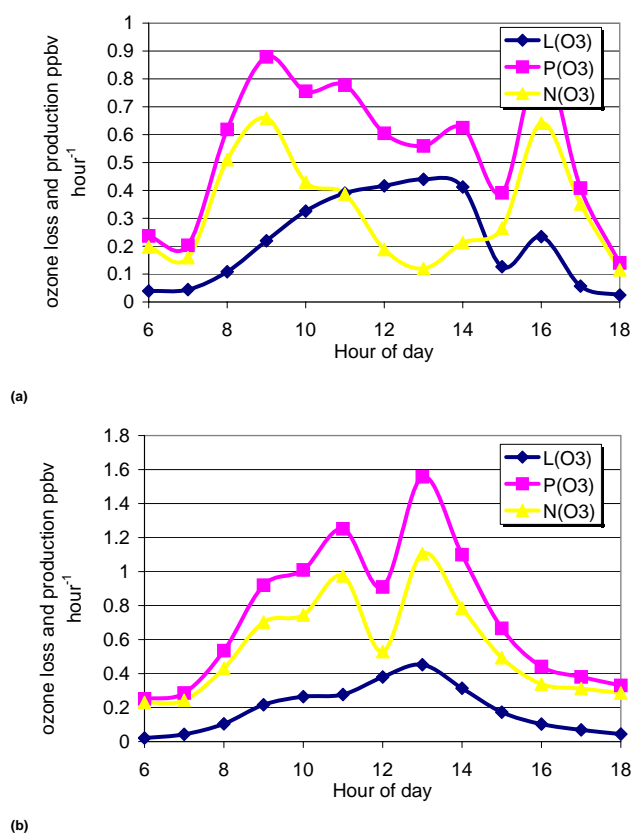 1
0.9
0.8
0.7
0.6
0.5
0.4
0.3
0.2
0.1
0
ozone loss and production ppbv
hour-1
L(O3)
P(O3)
N(O3)
6 8 10 12 14 16 18
Hour of day
(a)
1.8
1.6
1.4
1.2
1
0.8
0.6
0.4
0.2
0
ozone loss and production ppbv
hour-1
L(O3)
P(O3)
N(O3)
6 8 10 12 14 16 18
Hour of day
(b)